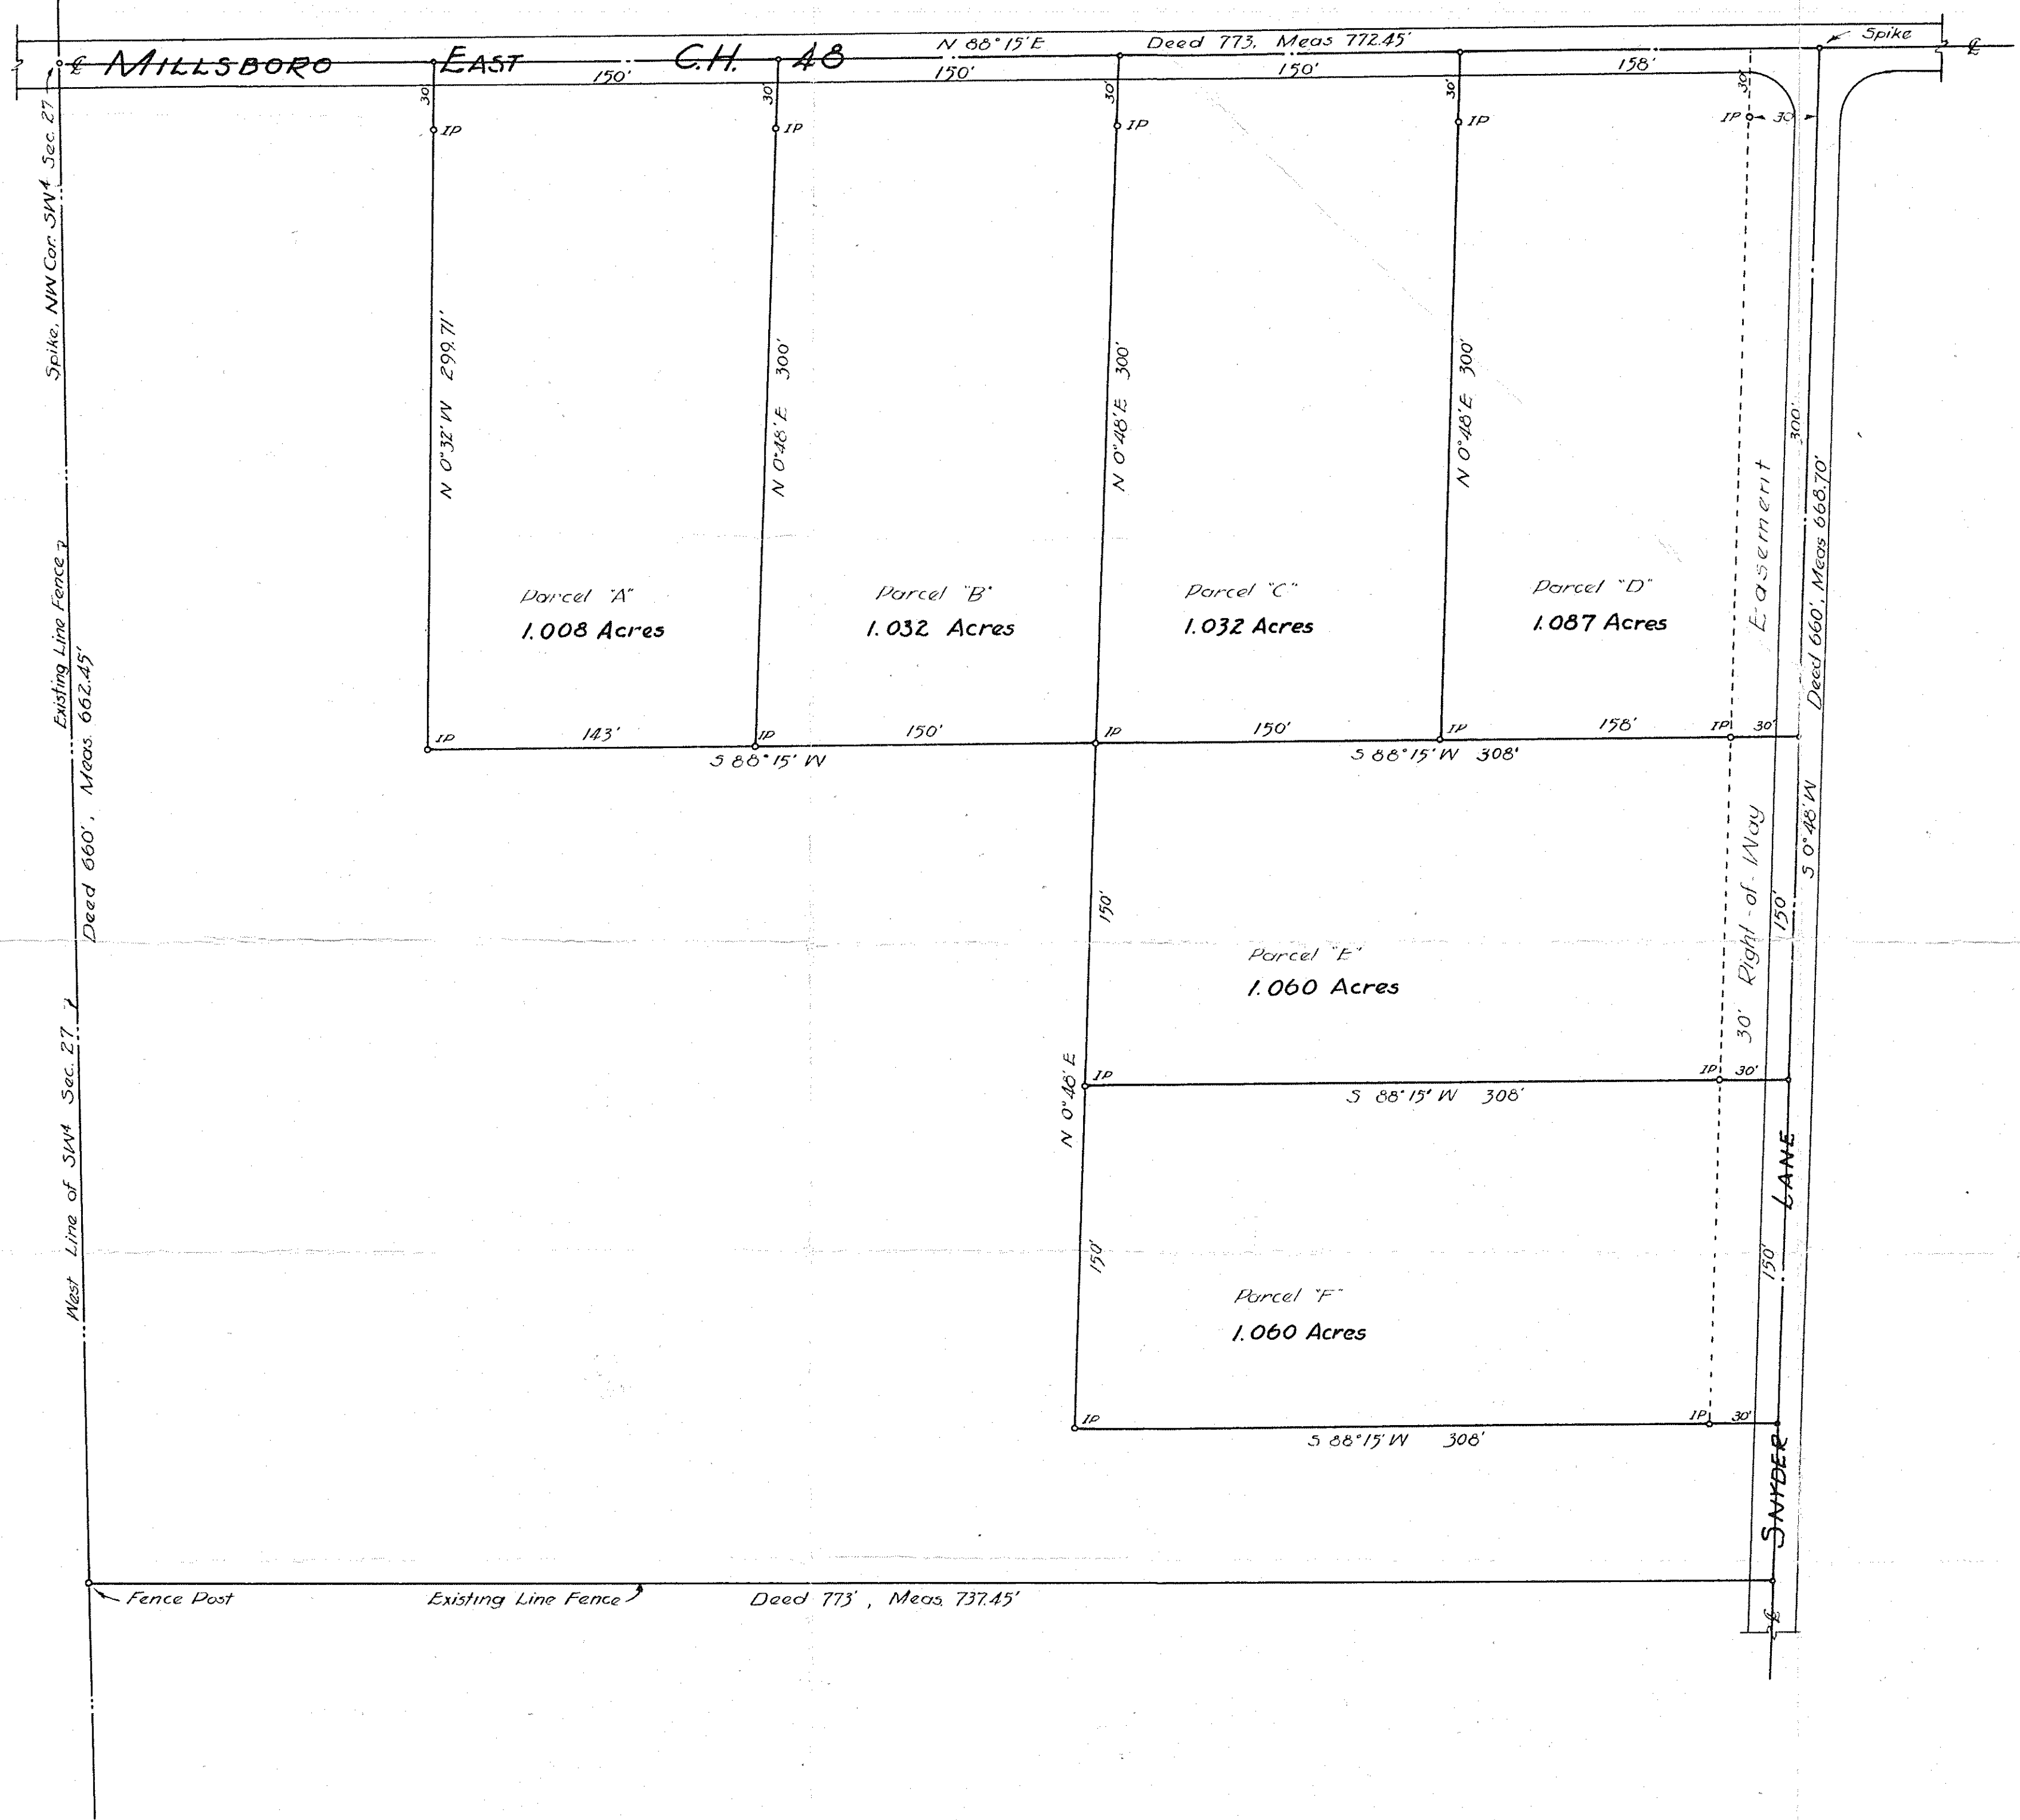 N 88°15'E Deed 773, Meas 772.45'
Spike
℄ MILLSBORO EAST C.H. 48
℄
150' 150' 150' 158'
30' 30' 30' 30' 30'
IP IP IP IP IP 30'
Spike, NW Cor. SW4 Sec. 27
Existing Line Fence
Deed 660', Meas. 662.45'
West Line of SW4 Sec. 27
N 0°32'W 299.71'
N 0°48'E 300'
N 0°48'E 300'
N 0°48'E 300'
300'
Easement
Deed 660', Meas 668.70'
S 0°48'W
Parcel "A"
1.008 Acres
Parcel "B"
1.032 Acres
Parcel "C"
1.032 Acres
Parcel "D"
1.087 Acres
IP 143' IP 150' IP 150' IP 158' IP 30'
S 88°15' W
S 88°15'W 308'
150'
30' Right-of-Way
150'
Parcel "E"
1.060 Acres
N 0°48'E
IP IP 30'
S 88°15' W 308'
LANE
150'
150'
Parcel "F"
1.060 Acres
IP IP 30'
S 88°15'W 308'
SNYDER
Fence Post
Existing Line Fence
Deed 773', Meas. 737.45'
℄